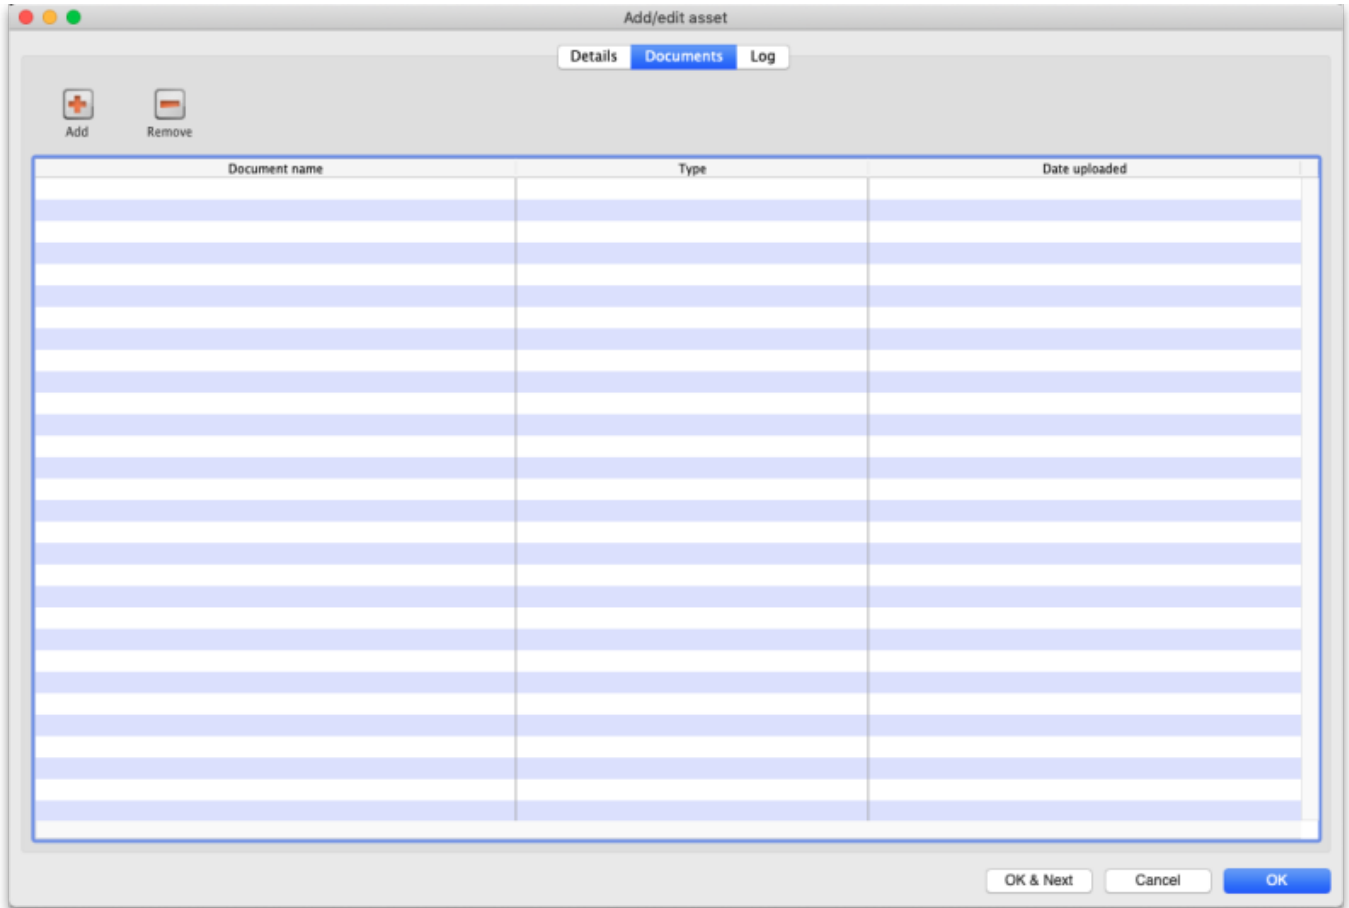 Add/edit asset
Details Documents Log
Add Remove
Document name Type Date uploaded
OK & Next Cancel OK